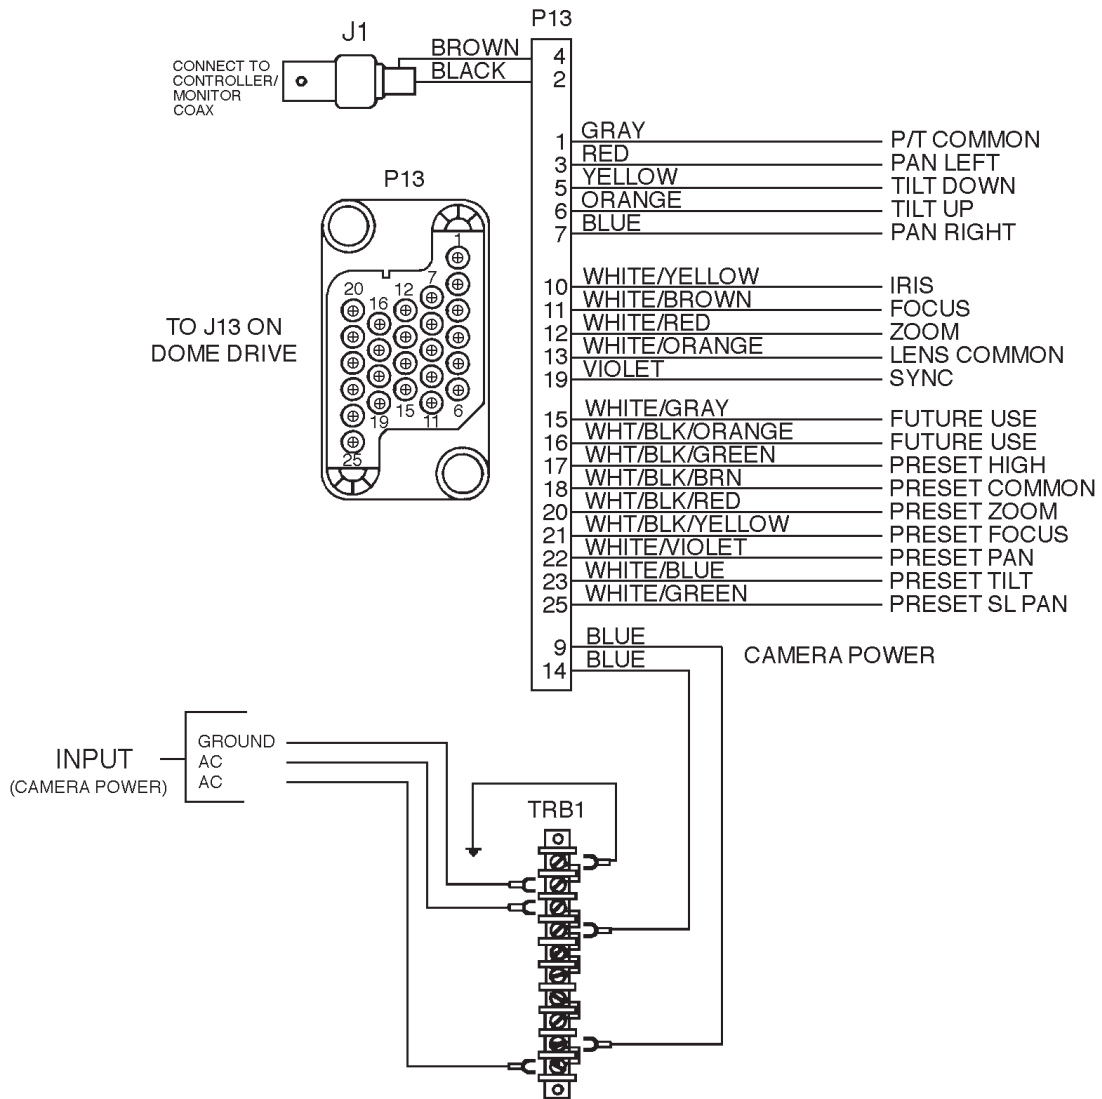 P13
J1
BROWN 4
BLACK 2
CONNECT TO
CONTROLLER/
MONITOR
COAX
1 GRAY P/T COMMON
3 RED PAN LEFT
5 YELLOW TILT DOWN
6 ORANGE TILT UP
7 BLUE PAN RIGHT
10 WHITE/YELLOW IRIS
11 WHITE/BROWN FOCUS
12 WHITE/RED ZOOM
13 WHITE/ORANGE LENS COMMON
19 VIOLET SYNC
15 WHITE/GRAY FUTURE USE
16 WHT/BLK/ORANGE FUTURE USE
17 WHT/BLK/GREEN PRESET HIGH
18 WHT/BLK/BRN PRESET COMMON
20 WHT/BLK/RED PRESET ZOOM
21 WHT/BLK/YELLOW PRESET FOCUS
22 WHITE/VIOLET PRESET PAN
23 WHITE/BLUE PRESET TILT
25 WHITE/GREEN PRESET SL PAN
9 BLUE
14 BLUE
CAMERA POWER
P13
1
7
20 12
16
15 6
19 11
25
TO J13 ON
DOME DRIVE
INPUT
(CAMERA POWER)
GROUND
AC
AC
TRB1